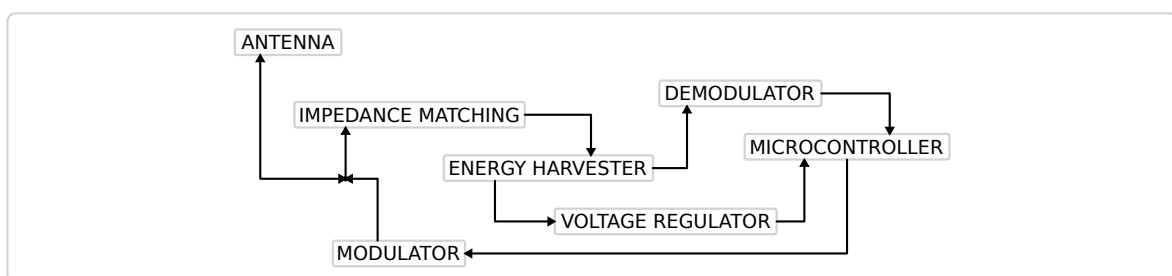 ANTENNA
DEMODULATOR
IMPEDANCE MATCHING
MICROCONTROLLER
ENERGY HARVESTER
VOLTAGE REGULATOR
MODULATOR